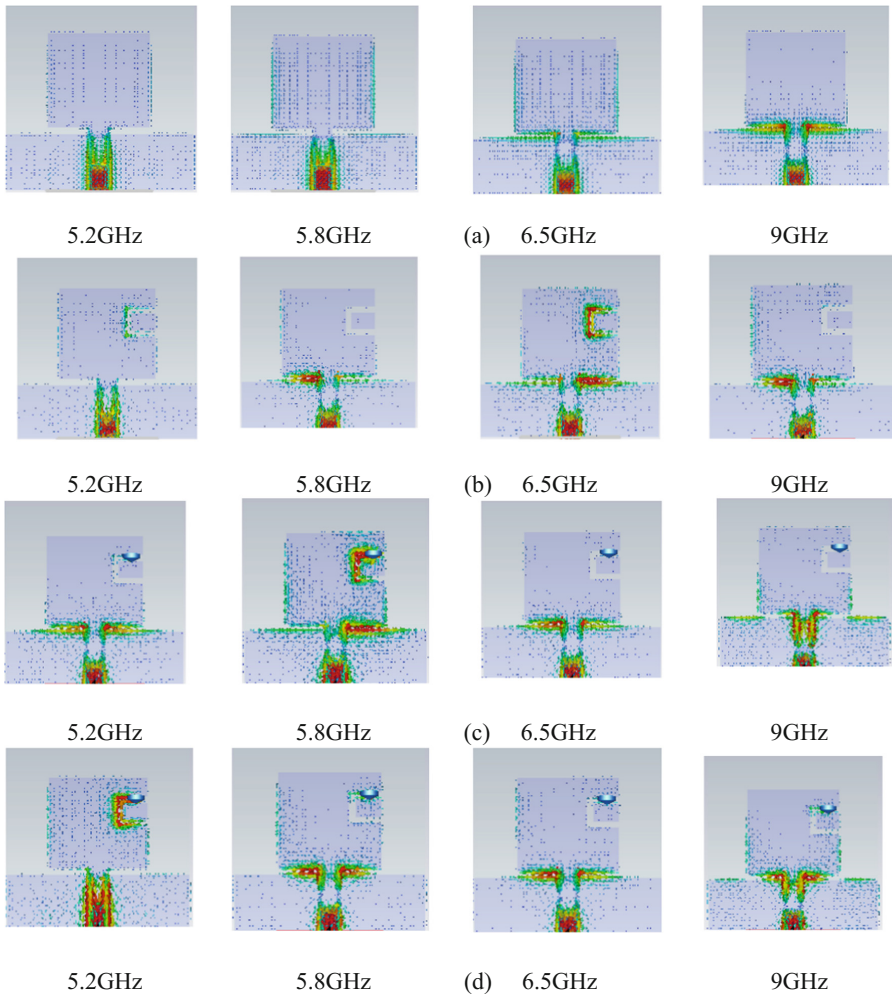 5.2GHz 5.8GHz (a) 6.5GHz 9GHz
5.2GHz 5.8GHz (b) 6.5GHz 9GHz
5.2GHz 5.8GHz (c) 6.5GHz 9GHz
5.2GHz 5.8GHz (d) 6.5GHz 9GHz